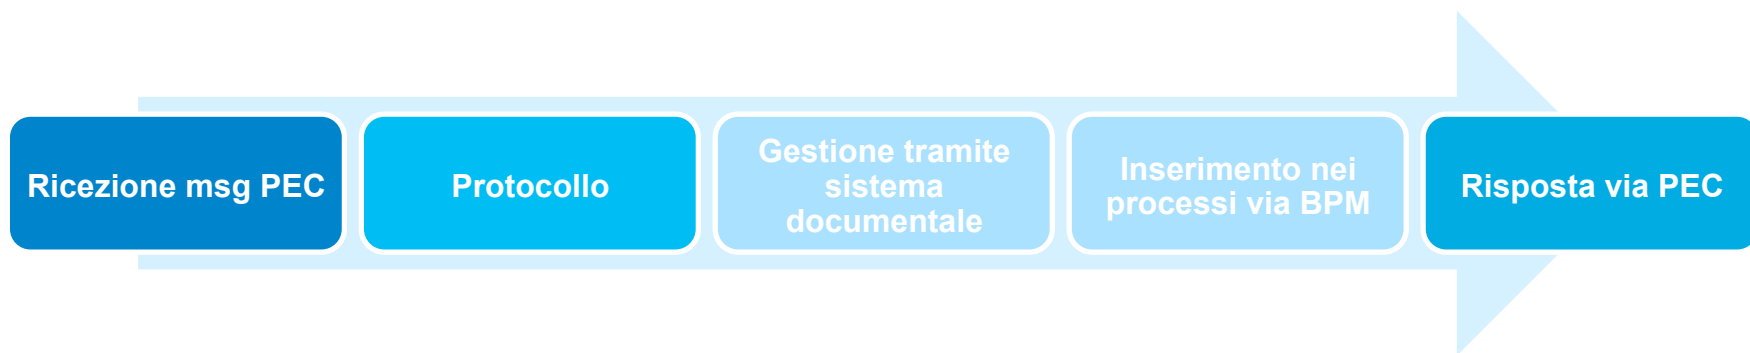 Ricezione msg PEC
Protocollo
Gestione tramite
sistema
documentale
Inserimento nei
processi via BPM
Risposta via PEC